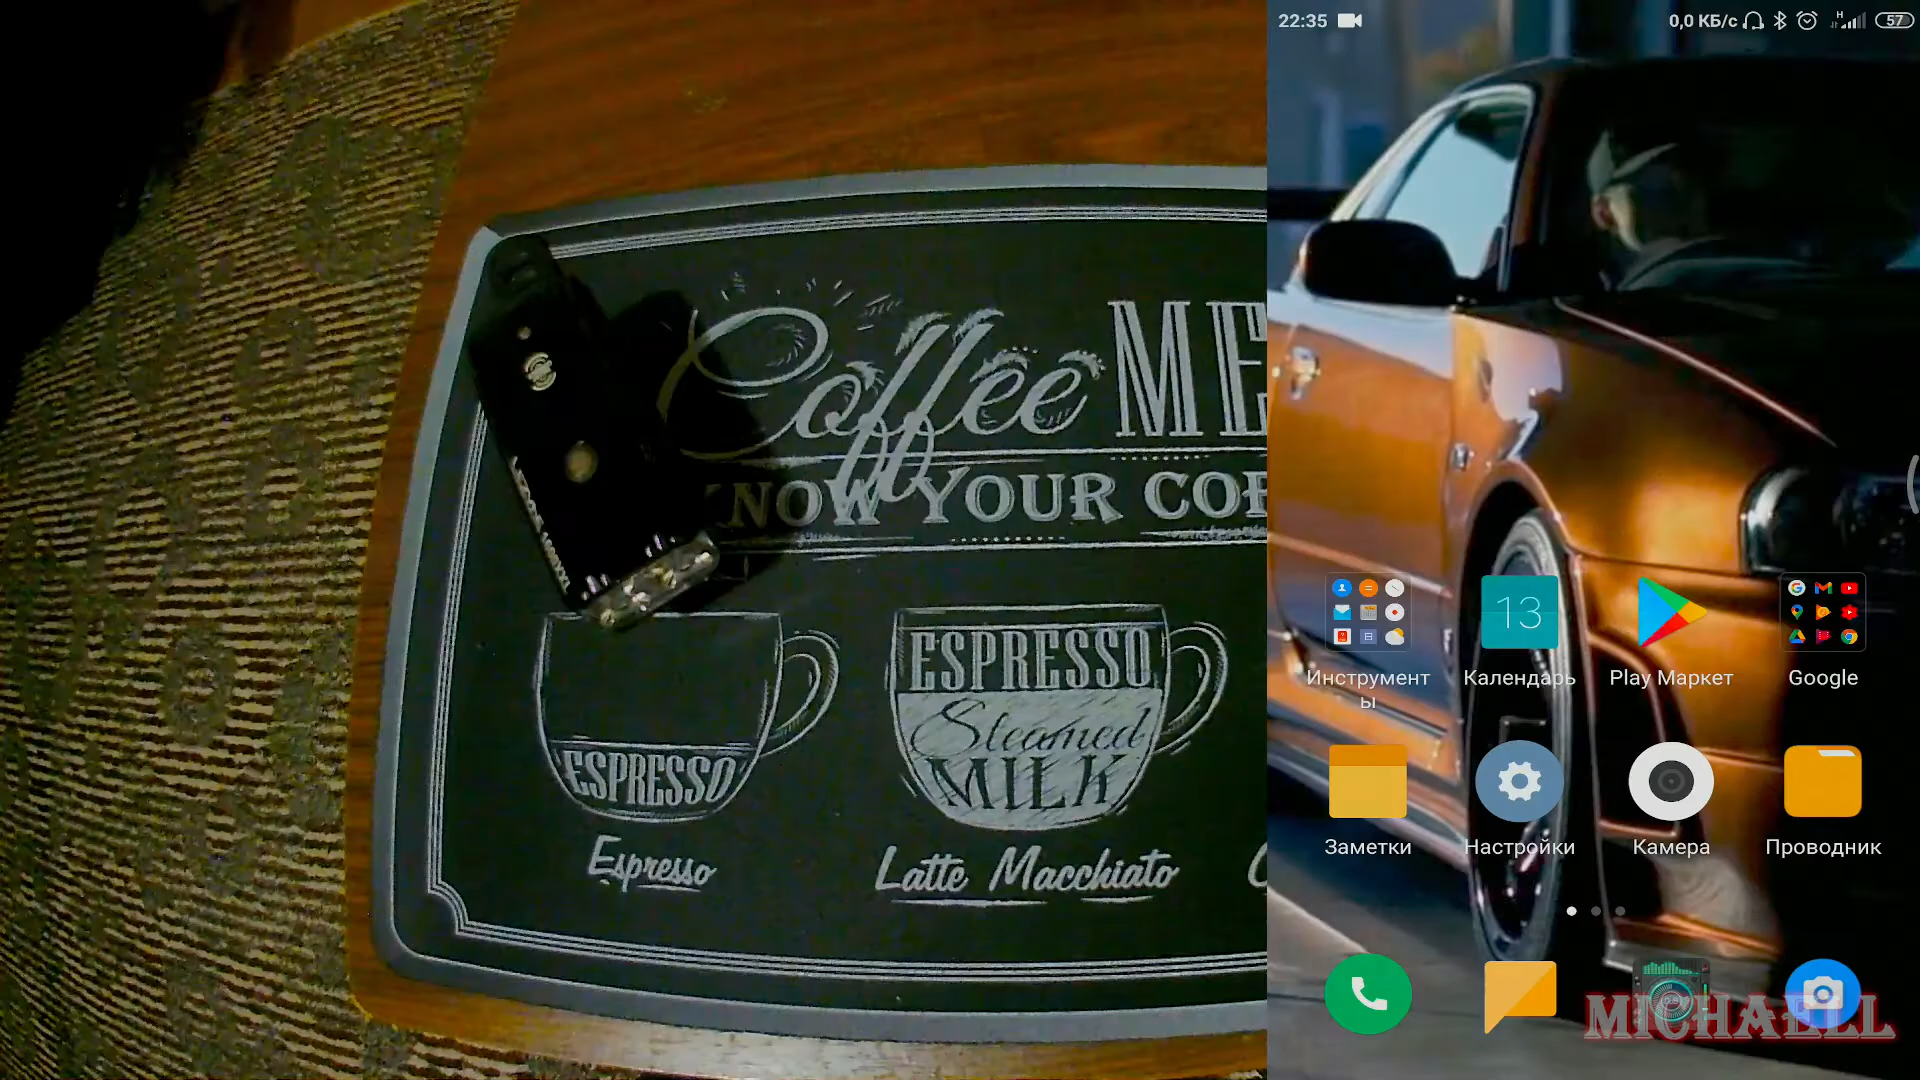 Coffee ME
KNOW YOUR COF
ESPRESSO
Espresso
ESPRESSO
Steamed
MILK
Latte Macchiato
22:35
0,0 КБ/с
H
57
13
Инструмент
ы
Календарь
Play Маркет
Google
Заметки
Настройки
Камера
Проводник
MICHAELL